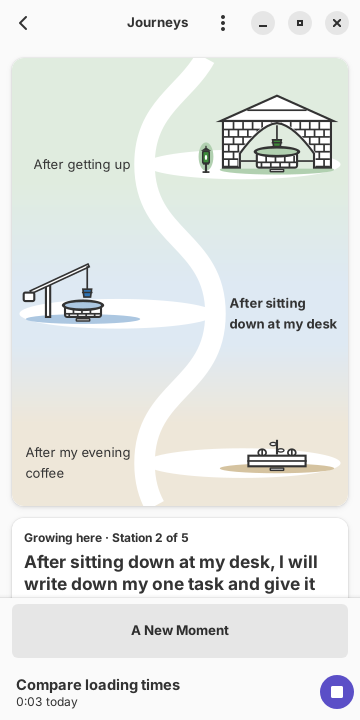 Journeys
After getting up
After sitting
down at my desk
After my evening
coffee
Growing here · Station 2 of 5
After sitting down at my desk, I will
write down my one task and give it
A New Moment
Compare loading times
0:03 today